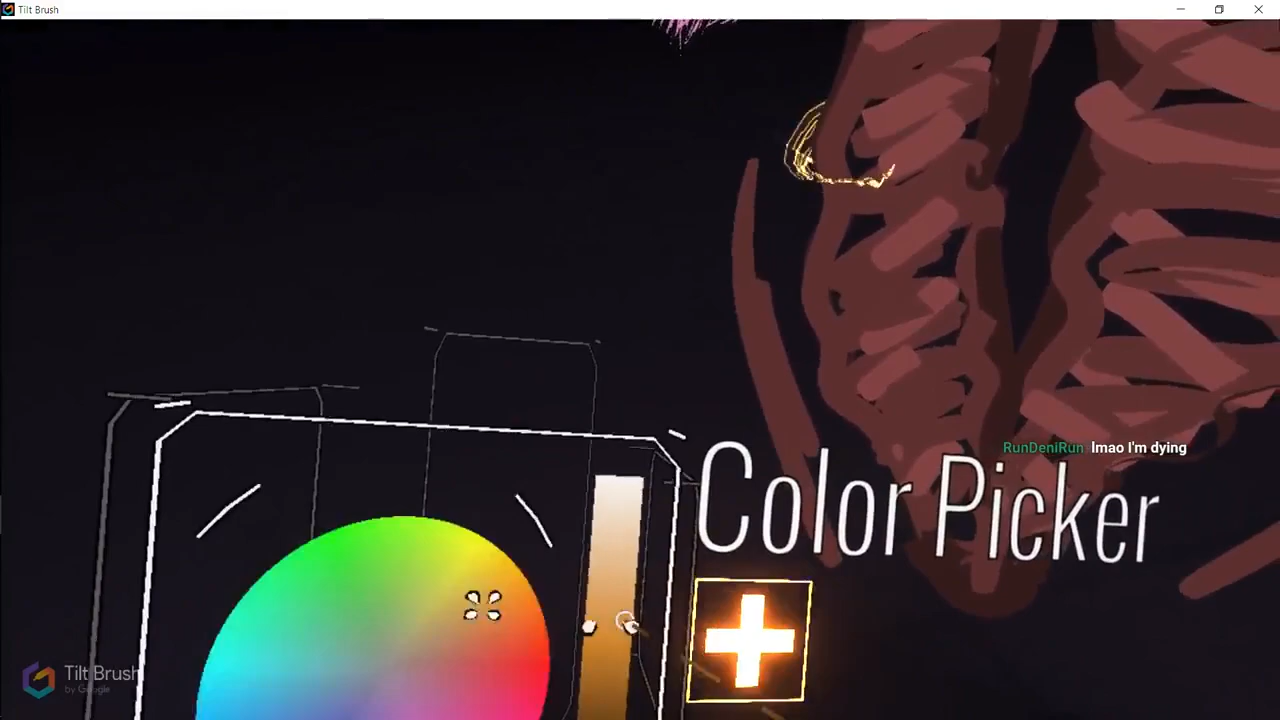 Tilt Brush
RunDeniRun lmao I'm dying
Color Picker
Tilt Brush
by Google